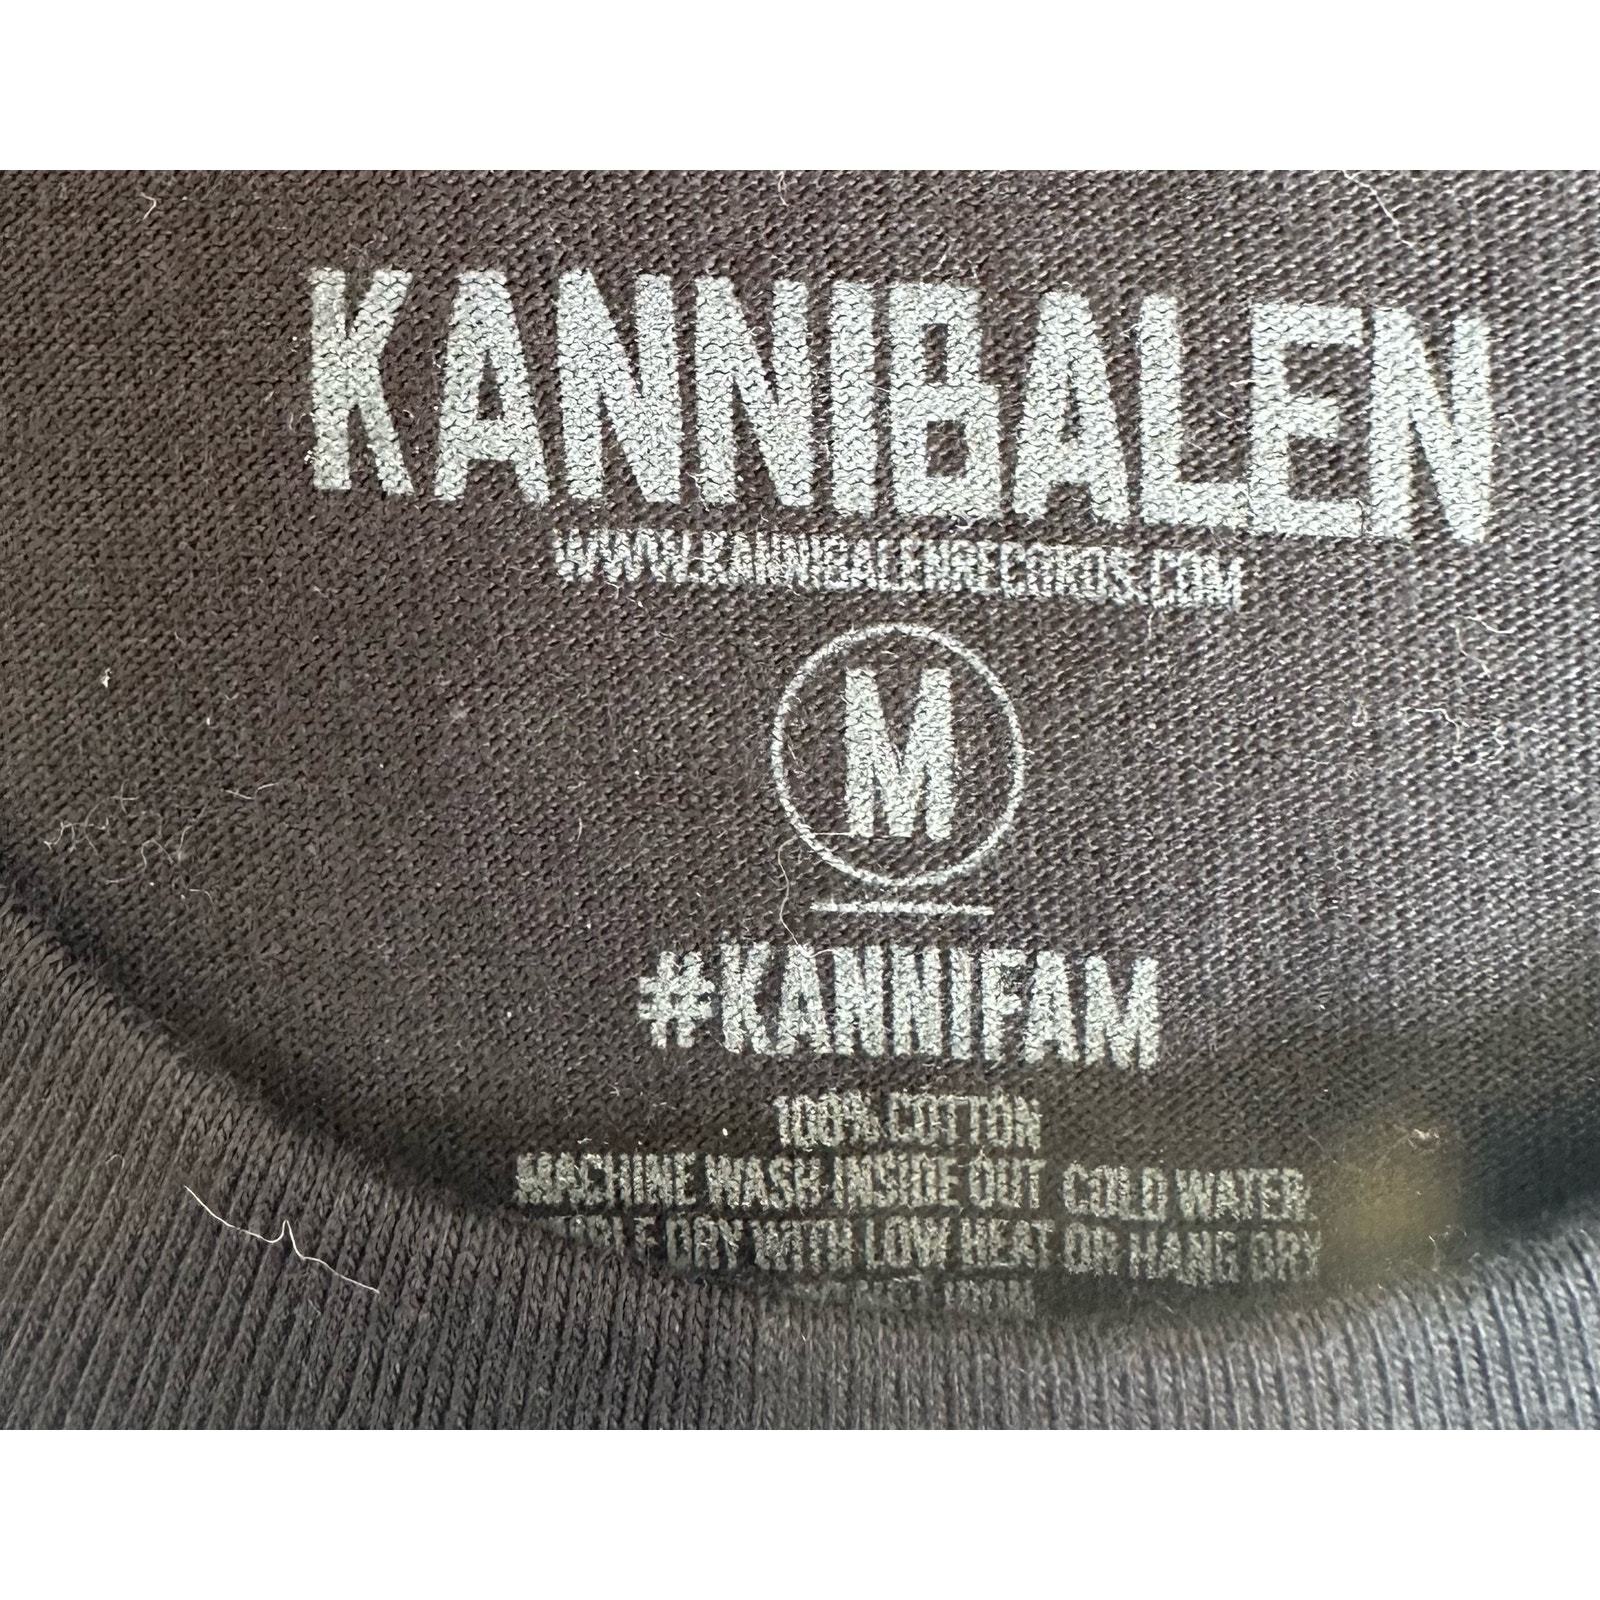 KANNIBALEN
WWW.KANNIBALENRECORDS.COM
M
#KANNIFAM
100% COTTON
MACHINE WASH INSIDE OUT COLD WATER.
DRY WITH LOW HEAT OR HANG DRY